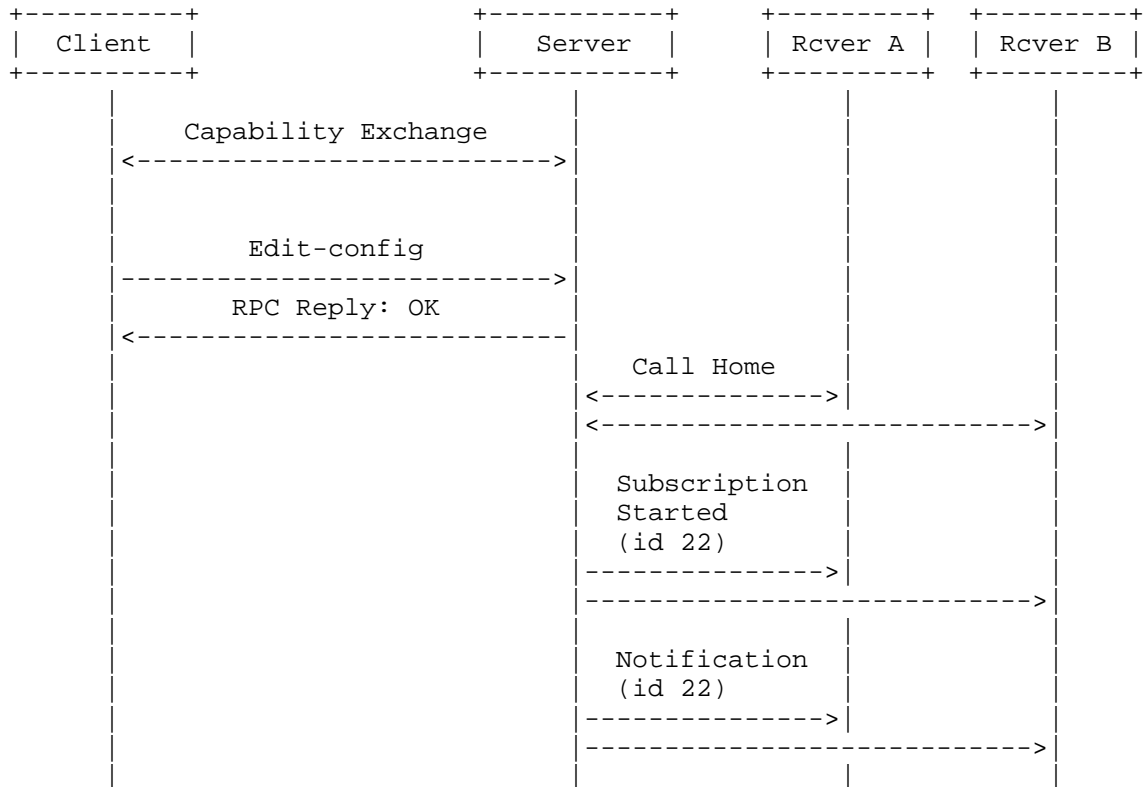 Client Server Rcver A Rcver B
Capability Exchange
Edit-config
RPC Reply: OK
Call Home
Subscription
Started
(id 22)
Notification
(id 22)